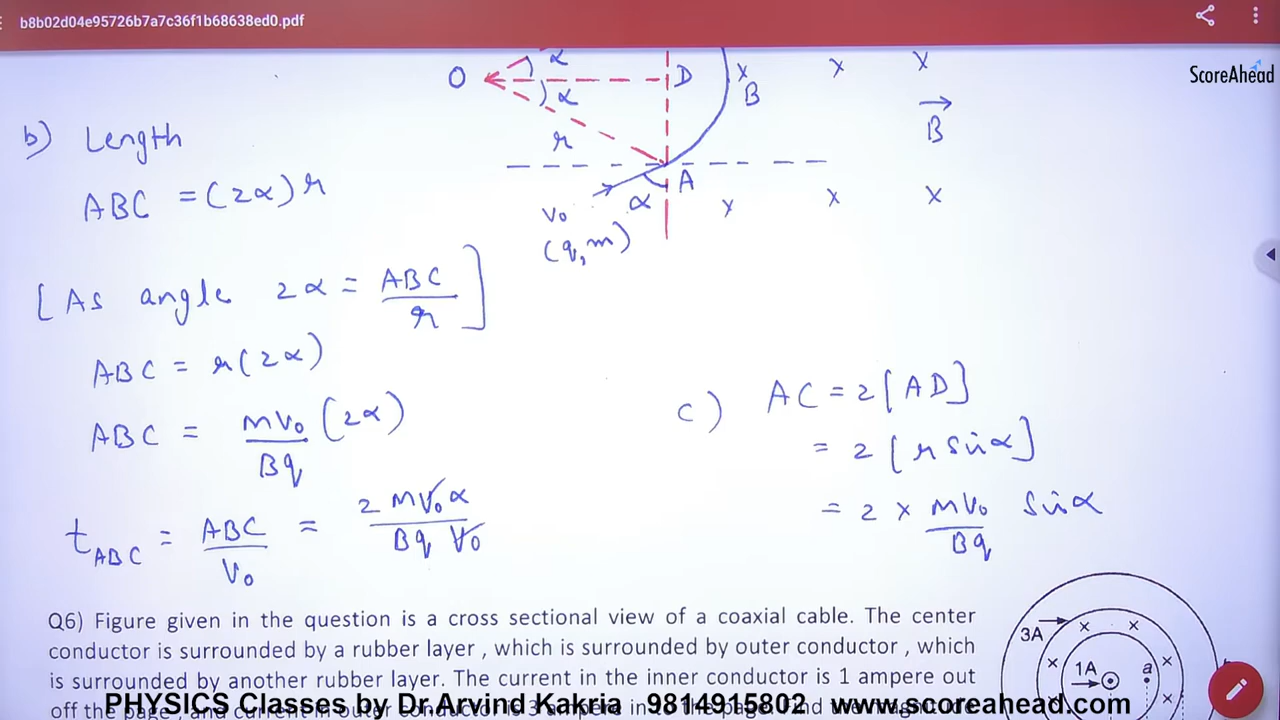 b8b02d04e95726b7a7c36f1b68638ed0.pdf
ScoreAhead
O α D x B x x
α
B
r
A
α
x x x
v₀
(q,m)
b) Length
ABC = (2α) r
[As angle 2α = ABC / r]
ABC = r(2α)
ABC = mv₀ / Bq (2α)
t_ABC = ABC / v₀ = 2 mv₀ α / Bq v₀
c) AC = 2[AD]
= 2 [r sinα]
= 2 × mv₀ / Bq sinα
Q6) Figure given in the question is a cross sectional view of a coaxial cable. The center
conductor is surrounded by a rubber layer , which is surrounded by outer conductor , which
is surrounded by another rubber layer. The current in the inner conductor is 1 ampere out
3A
1A
a
PHYSICS Classes by Dr.Arvind Kakria 9814915802 www.scoreahead.com